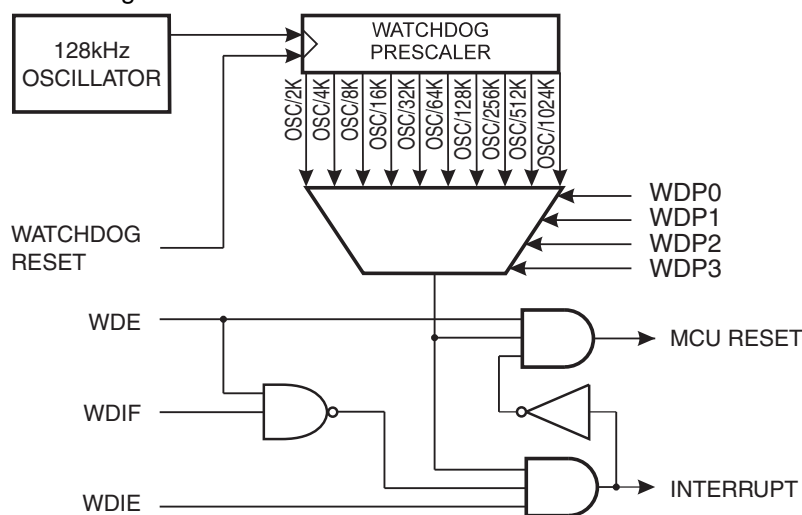 128kHz
OSCILLATOR
WATCHDOG
PRESCALER
OSC/2K
OSC/4K
OSC/8K
OSC/16K
OSC/32K
OSC/64K
OSC/128K
OSC/256K
OSC/512K
OSC/1024K
WDP0
WDP1
WDP2
WDP3
WATCHDOG
RESET
WDE
MCU RESET
WDIF
WDIE
INTERRUPT